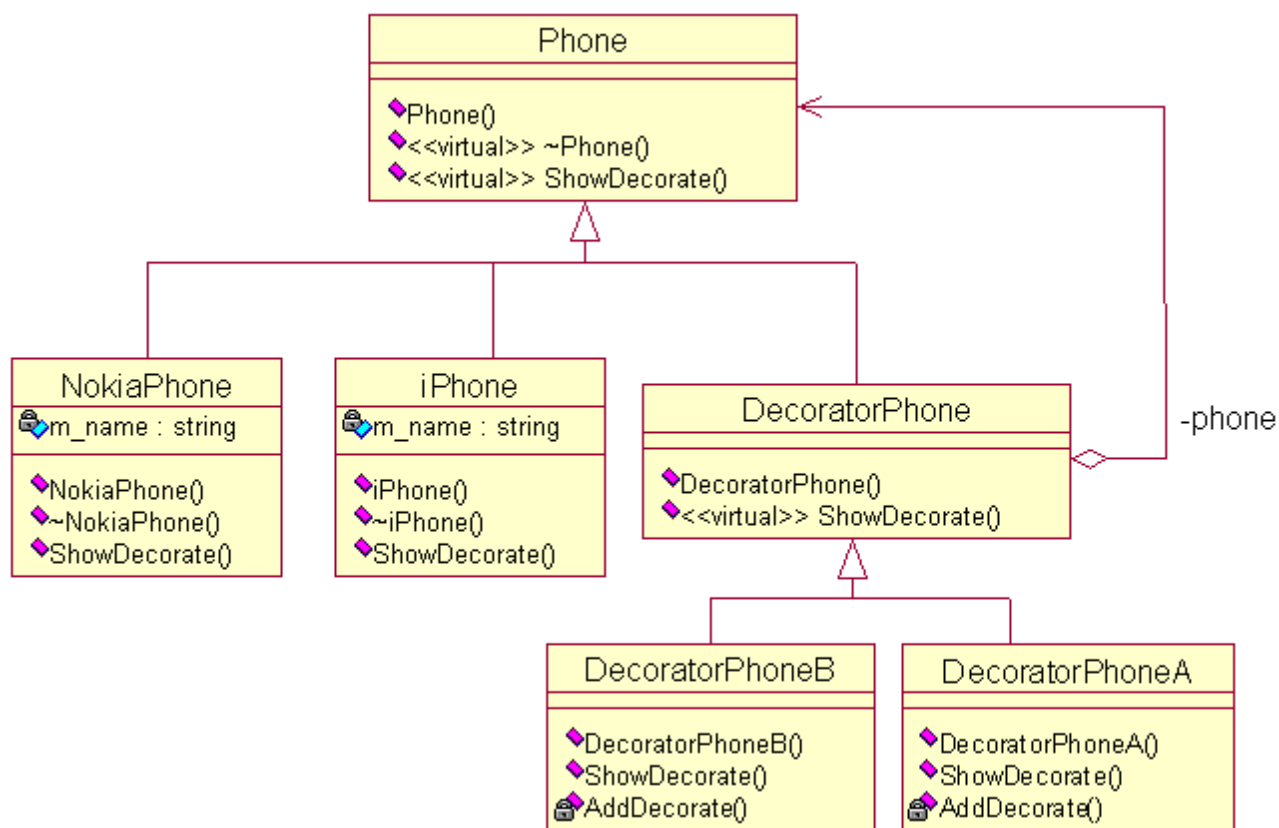 Phone
Phone()
<<virtual>> ~Phone()
<<virtual>> ShowDecorate()
NokiaPhone
m_name : string
NokiaPhone()
~NokiaPhone()
ShowDecorate()
iPhone
m_name : string
iPhone()
~iPhone()
ShowDecorate()
DecoratorPhone
DecoratorPhone()
<<virtual>> ShowDecorate()
-phone
DecoratorPhoneB
DecoratorPhoneB()
ShowDecorate()
AddDecorate()
DecoratorPhoneA
DecoratorPhoneA()
ShowDecorate()
AddDecorate()